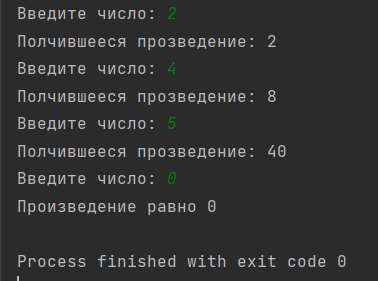 Введите число: 2
Полчившееся прозведение: 2
Введите число: 4
Полчившееся прозведение: 8
Введите число: 5
Полчившееся прозведение: 40
Введите число: 0
Произведение равно 0
Process finished with exit code 0